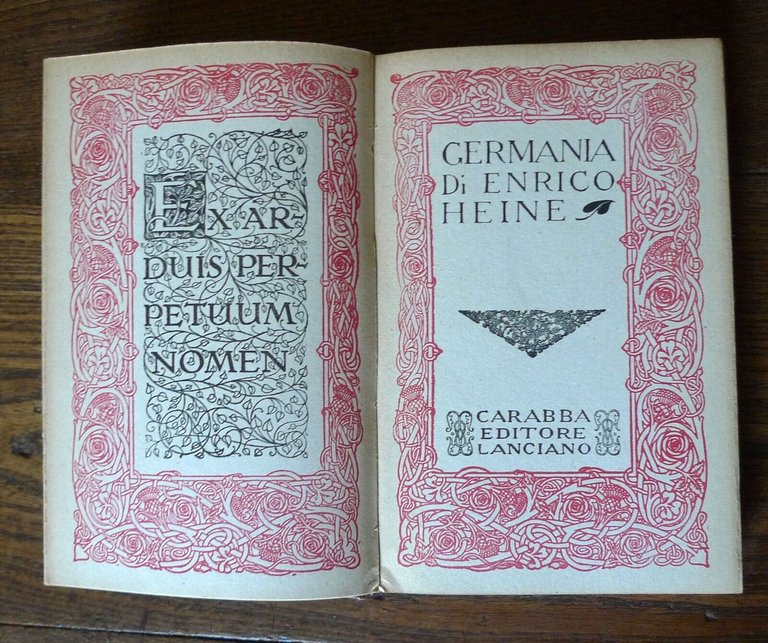 EX AR-
DUIS PER-
PETUUM
NOMEN
GERMANIA
Di ENRICO
HEINE
CARABBA
EDITORE
LANCIANO